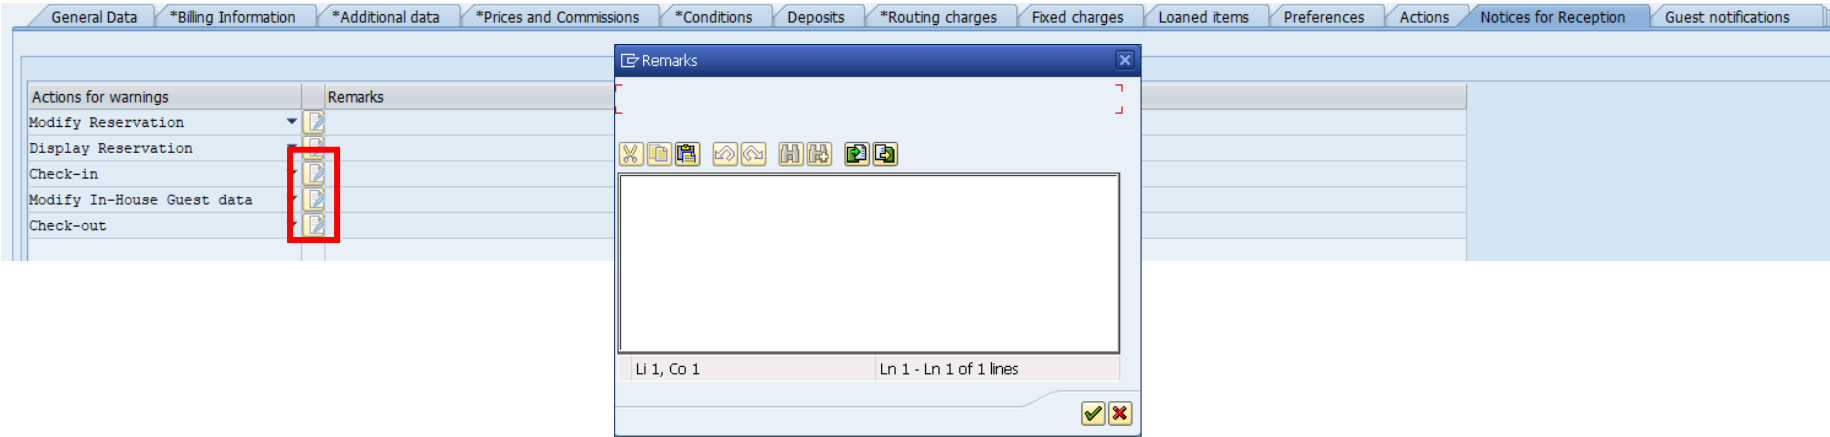 General Data *Billing Information *Additional data *Prices and Commissions *Conditions Deposits *Routing charges Fixed charges Loaned items Preferences Actions Notices for Reception Guest notifications
Remarks
Actions for warnings Remarks
Modify Reservation
Display Reservation
Check-in
Modify In-House Guest data
Check-out
Li 1, Co 1 Ln 1 - Ln 1 of 1 lines